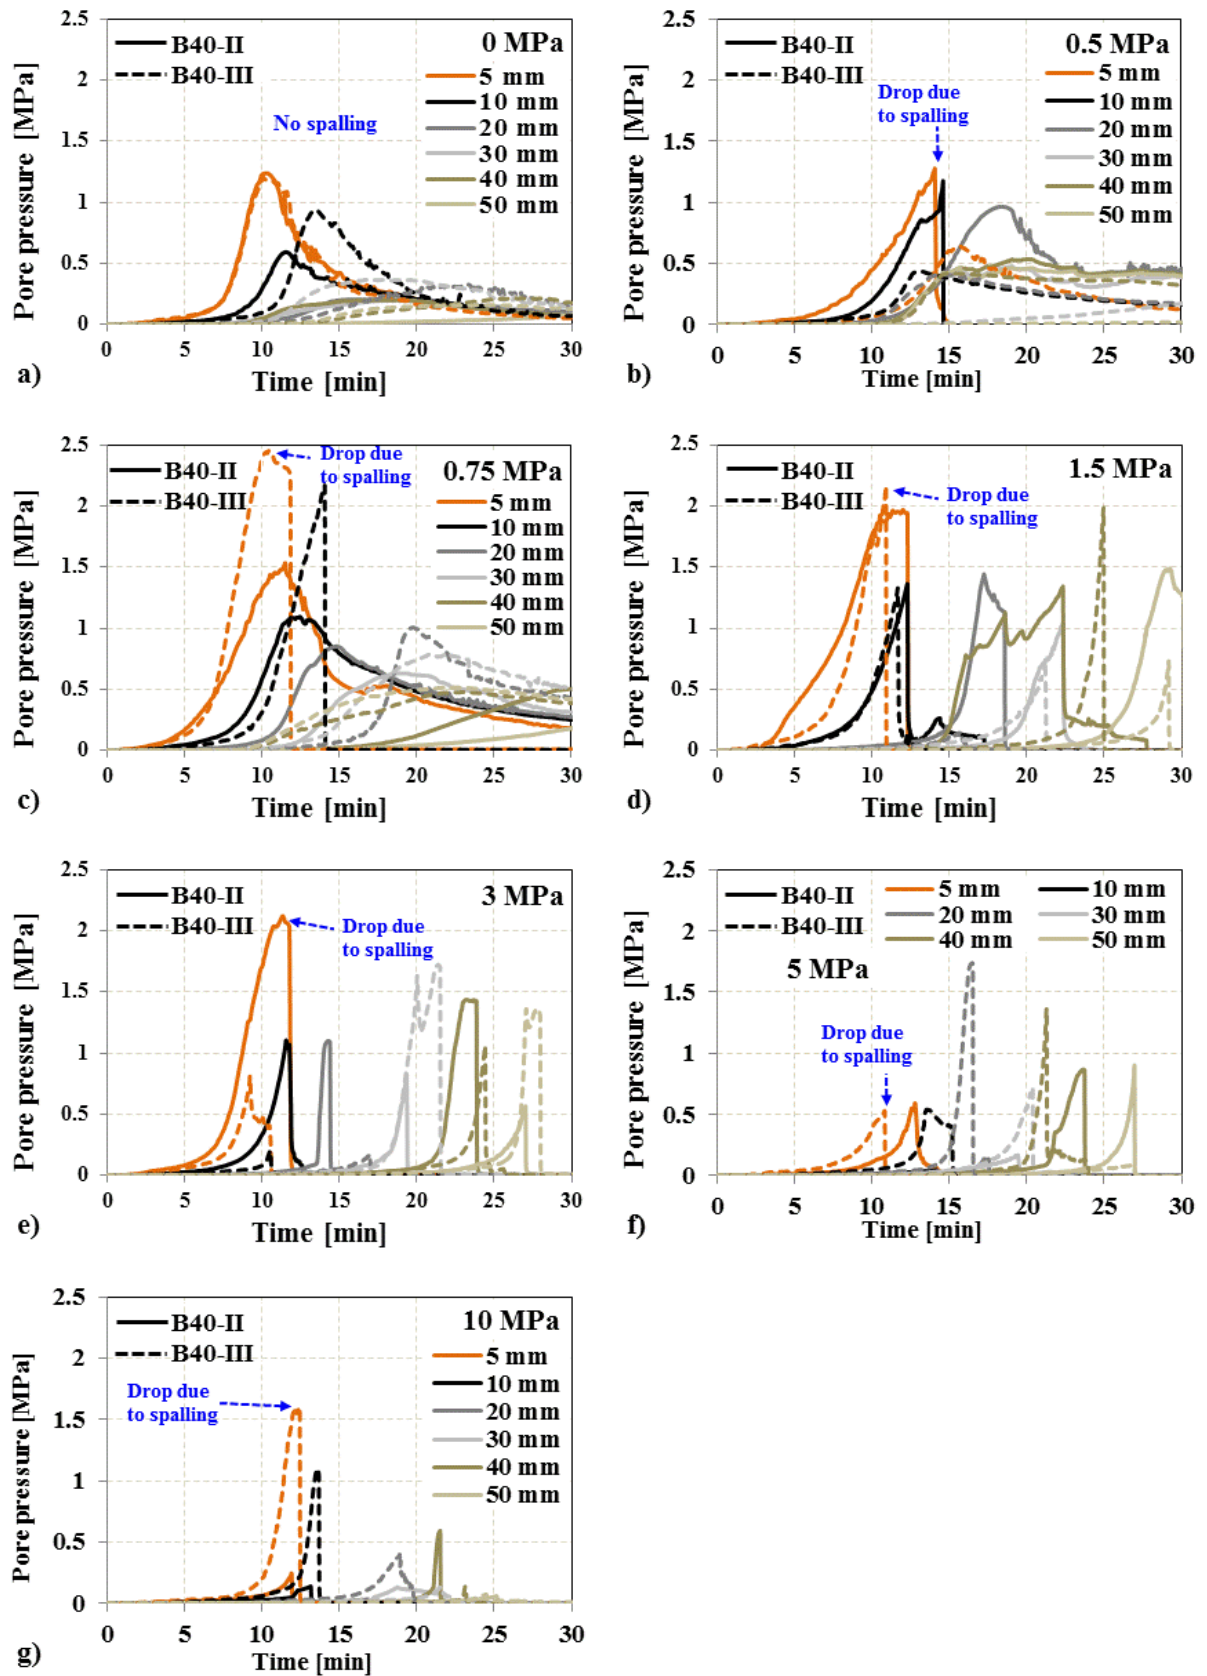 2.5
2
1.5
1
0.5
0
Pore pressure [MPa]
B40-II
B40-III
0 MPa
5 mm
10 mm
20 mm
30 mm
40 mm
50 mm
No spalling
0 5 10 15 20 25 30
Time [min]
a)
2.5
2
1.5
1
0.5
0
Pore pressure [MPa]
B40-II
B40-III
0.5 MPa
5 mm
10 mm
20 mm
30 mm
40 mm
50 mm
Drop due
to spalling
0 5 10 15 20 25 30
Time [min]
b)
2.5
2
1.5
1
0.5
0
Pore pressure [MPa]
B40-II
B40-III
Drop due
to spalling
0.75 MPa
5 mm
10 mm
20 mm
30 mm
40 mm
50 mm
0 5 10 15 20 25 30
Time [min]
c)
2.5
2
1.5
1
0.5
0
Pore pressure [MPa]
B40-II
B40-III
1.5 MPa
Drop due
to spalling
0 5 10 15 20 25 30
Time [min]
d)
2.5
2
1.5
1
0.5
0
Pore pressure [MPa]
B40-II
B40-III
3 MPa
Drop due
to spalling
0 5 10 15 20 25 30
Time [min]
e)
2.5
2
1.5
1
0.5
0
Pore pressure [MPa]
B40-II
B40-III
5 mm
10 mm
20 mm
30 mm
40 mm
50 mm
5 MPa
Drop due
to spalling
0 5 10 15 20 25 30
Time [min]
f)
2.5
2
1.5
1
0.5
0
Pore pressure [MPa]
B40-II
B40-III
10 MPa
5 mm
10 mm
20 mm
30 mm
40 mm
50 mm
Drop due
to spalling
0 5 10 15 20 25 30
Time [min]
g)